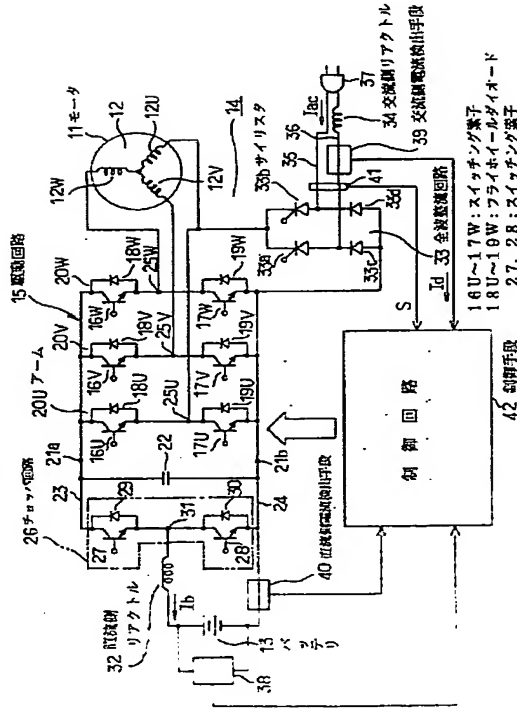 11 モータ
12
12U
12V
12W
14
15 駆動回路
20W
20V
20U アーム
18W
18V
18U
16W
16V
16U
25W
25V
25U
19W
19V
19U
17W
17V
17U
21a
21b
22
23
24
26 チョッパ回路
27
28
29
30
31
32 直流側リアクトル
Ib
13 バッテリ
38
40 直流側電流検出手段
33b サイリスタ
33a
33c
33d
33 全波整流回路
35
36
Iac
37
34 交流側リアクトル
39 交流側電流検出手段
41
S
Id
制御回路
42 制御手段
16U～17W：スイッチング素子
18U～19W：フライホイールダイオード
27, 28：スイッチング素子